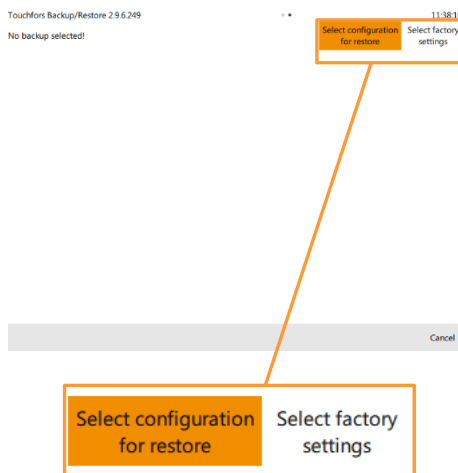 Touchfors Backup/Restore 2.9.6.249
No backup selected!
Select configuration
for restore
Select factory
settings
Cancel
Select configuration
for restore
Select factory
settings